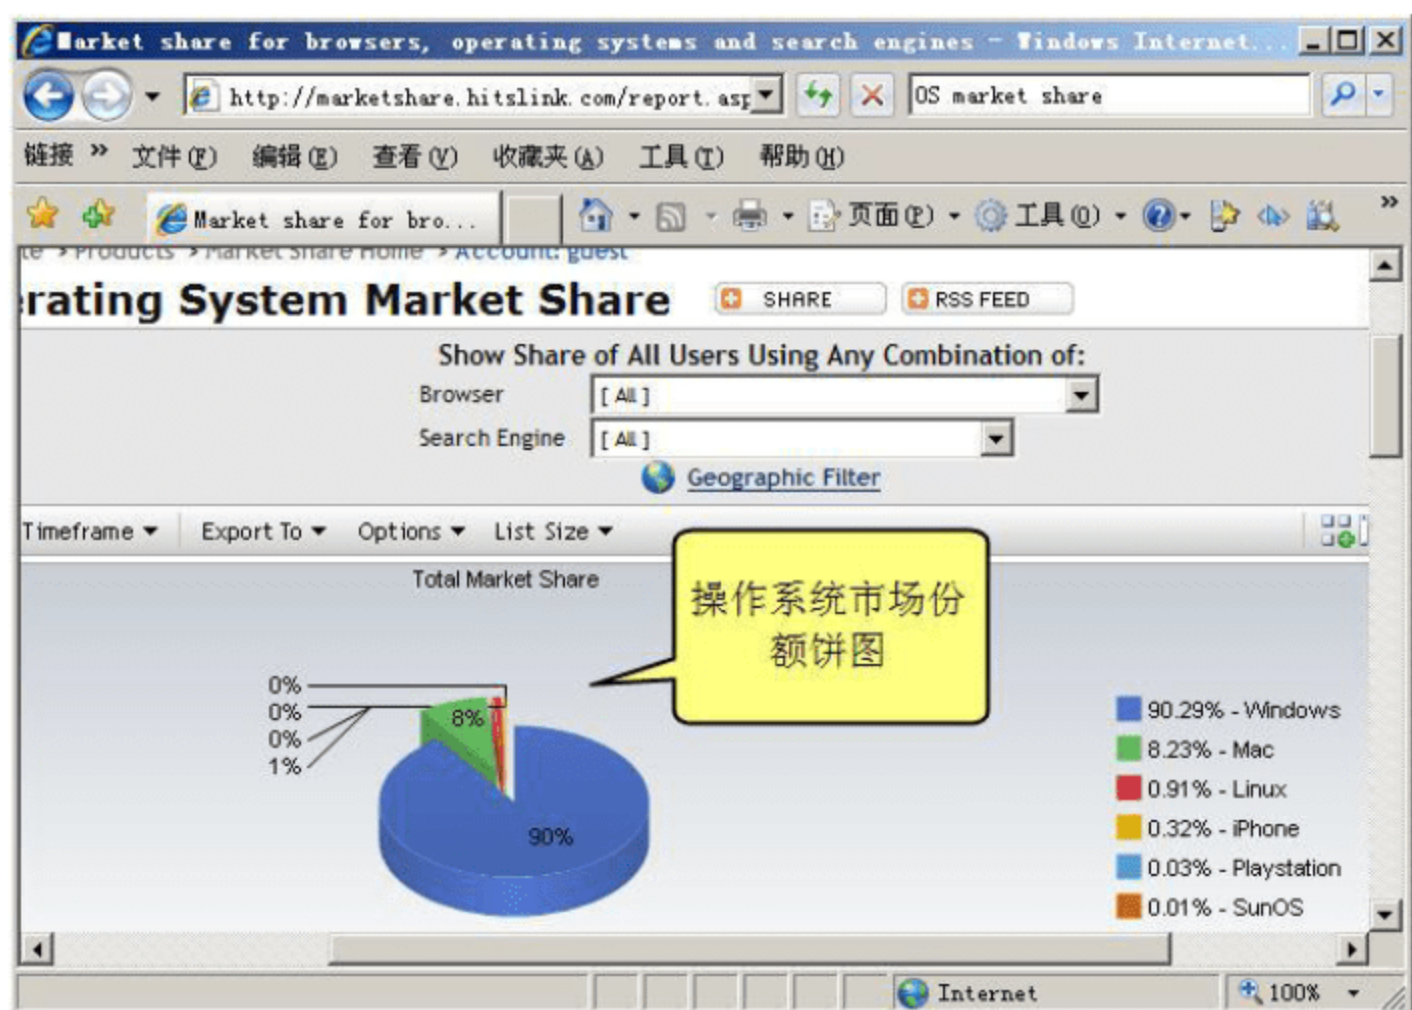 Market share for browsers, operating systems and search engines - Windows Internet...
http://marketshare.hitslink.com/report.asp
OS market share
链接 » 文件(F) 编辑(E) 查看(V) 收藏夹(A) 工具(T) 帮助(H)
Market share for bro...
页面(P) 工具(O) »
te > Products > Market Share Home > Account: guest
rating System Market Share
SHARE
RSS FEED
Show Share of All Users Using Any Combination of:
Browser [ All ]
Search Engine [ All ]
Geographic Filter
Timeframe Export To Options List Size
Total Market Share
操作系统市场份
额饼图
0%
0%
0%
1%
8%
90%
90.29% - Windows
8.23% - Mac
0.91% - Linux
0.32% - iPhone
0.03% - Playstation
0.01% - SunOS
Internet
100%